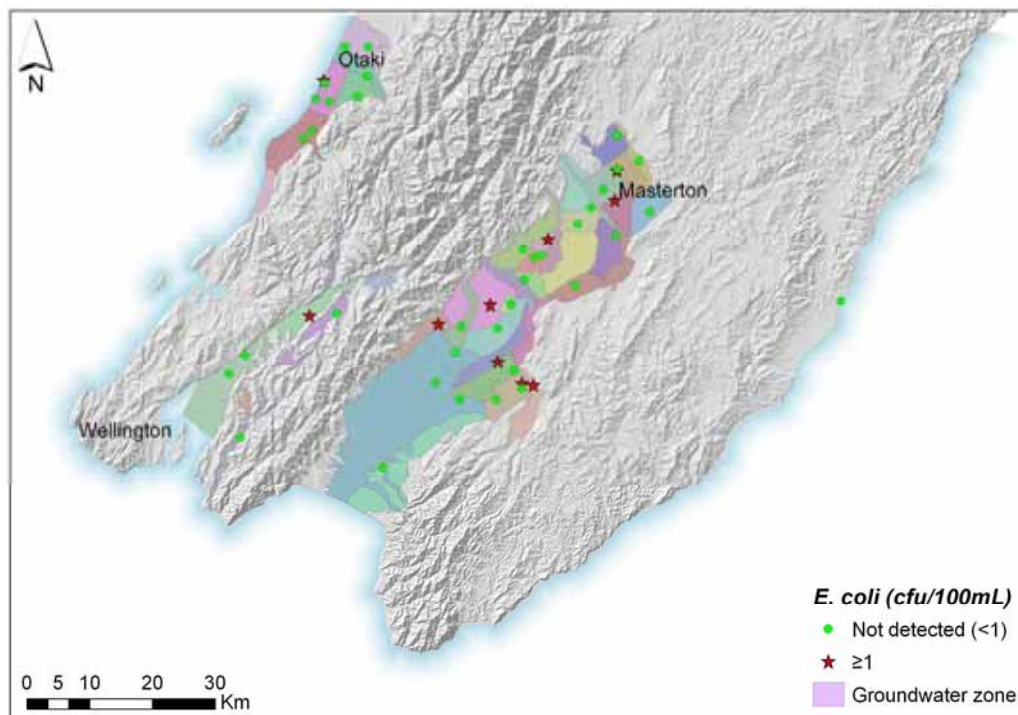 N
Otaki
Masterton
Wellington
E. coli (cfu/100mL)
Not detected (<1)
≥1
Groundwater zone
0 5 10 20 30
Km